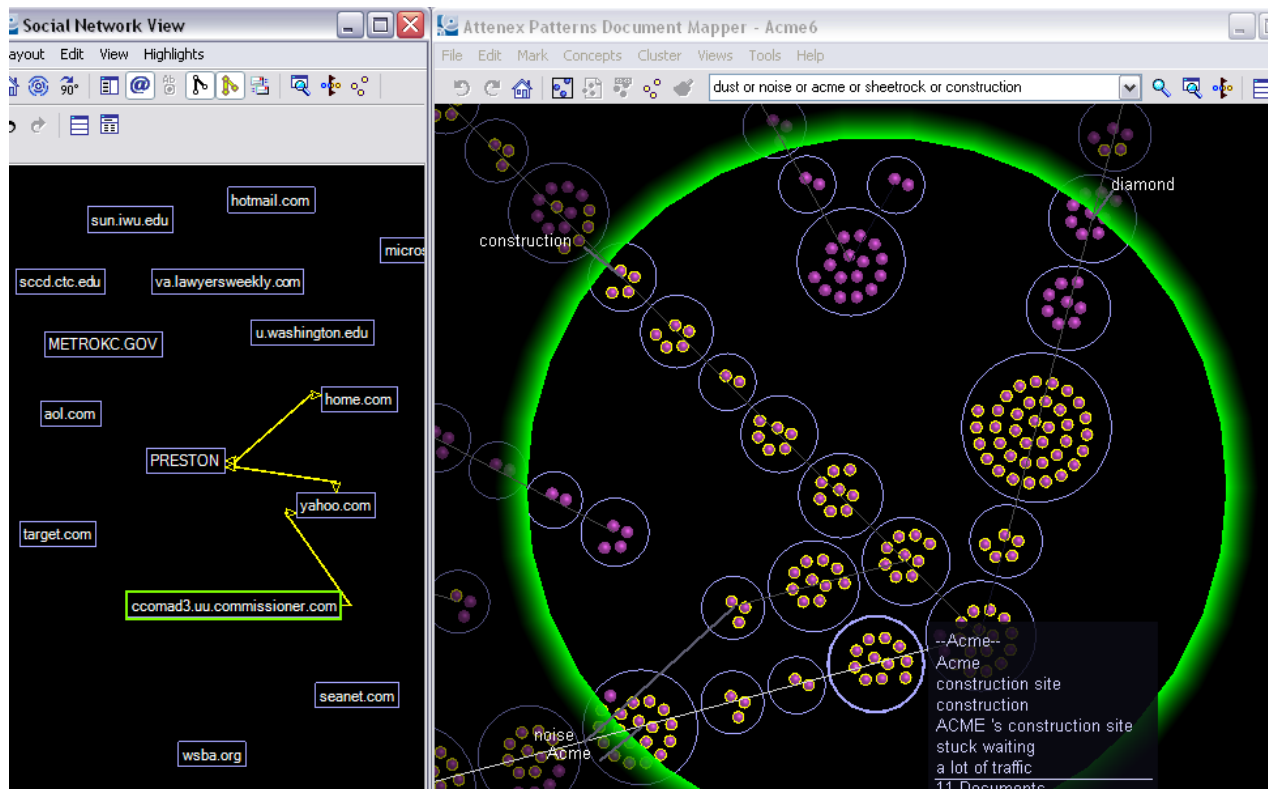 Social Network View
ayout Edit View Highlights
90°
hotmail.com
sun.iwu.edu
micros
sccd.ctc.edu
va.lawyersweekly.com
u.washington.edu
METROKC.GOV
home.com
aol.com
PRESTON
yahoo.com
target.com
ccomad3.uu.commissioner.com
seanet.com
wsba.org
Attenex Patterns Document Mapper - Acme6
File Edit Mark Concepts Cluster Views Tools Help
dust or noise or acme or sheetrock or construction
diamond
construction
noise
Acme
--Acme--
Acme
construction site
construction
ACME 's construction site
stuck waiting
a lot of traffic
11 Documents